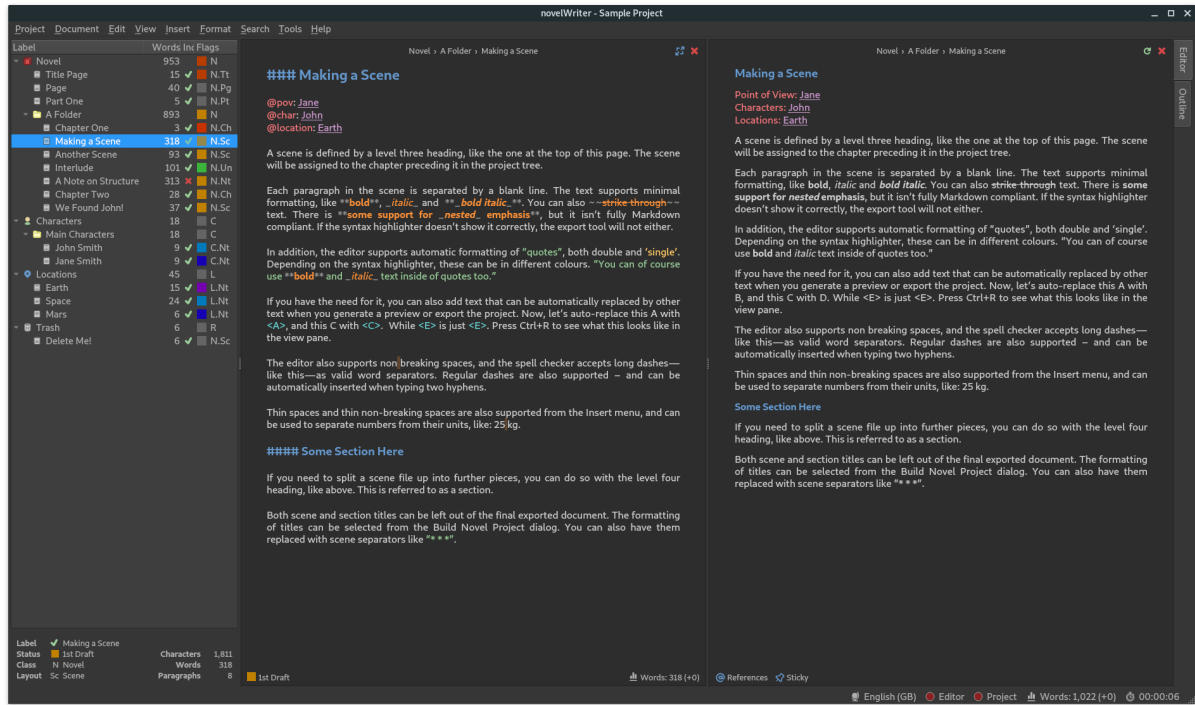 novelWriter - Sample Project
Project Document Edit View Insert Format Search Tools Help
Label Words Inc Flags
Novel 953 N
Title Page 15 N.Tt
Page 40 N.Pg
Part One 5 N.Pt
A Folder 893 N
Chapter One 3 N.Ch
Making a Scene 318 N.Sc
Another Scene 93 N.Sc
Interlude 101 N.Un
A Note on Structure 313 N.Nt
Chapter Two 28 N.Ch
We Found John! 37 N.Sc
Characters 18 C
Main Characters 18 C
John Smith 9 C.Nt
Jane Smith 9 C.Nt
Locations 45 L
Earth 15 L.Nt
Space 24 L.Nt
Mars 6 L.Nt
Trash 6 R
Delete Me! 6 N.Sc
Label Making a Scene
Status 1st Draft Characters 1,811
Class N Novel Words 318
Layout Sc Scene Paragraphs 8
Novel › A Folder › Making a Scene
### Making a Scene
@pov: Jane
@char: John
@location: Earth
A scene is defined by a level three heading, like the one at the top of this page. The scene
will be assigned to the chapter preceding it in the project tree.
Each paragraph in the scene is separated by a blank line. The text supports minimal
formatting, like **bold**, _italic_ and **_bold italic_**. You can also ~~strike through~~
text. There is **some support for _nested_ emphasis**, but it isn’t fully Markdown
compliant. If the syntax highlighter doesn’t show it correctly, the export tool will not either.
In addition, the editor supports automatic formatting of “quotes”, both double and ‘single’.
Depending on the syntax highlighter, these can be in different colours. “You can of course
use **bold** and _italic_ text inside of quotes too.”
If you have the need for it, you can also add text that can be automatically replaced by other
text when you generate a preview or export the project. Now, let’s auto-replace this A with
<A>, and this C with <C>. While <E> is just <E>. Press Ctrl+R to see what this looks like in
the view pane.
The editor also supports non breaking spaces, and the spell checker accepts long dashes—
like this—as valid word separators. Regular dashes are also supported – and can be
automatically inserted when typing two hyphens.
Thin spaces and thin non-breaking spaces are also supported from the Insert menu, and can
be used to separate numbers from their units, like: 25 kg.
#### Some Section Here
If you need to split a scene file up into further pieces, you can do so with the level four
heading, like above. This is referred to as a section.
Both scene and section titles can be left out of the final exported document. The formatting
of titles can be selected from the Build Novel Project dialog. You can also have them
replaced with scene separators like “* * *”.
1st Draft Words: 318 (+0)
Novel › A Folder › Making a Scene
Making a Scene
Point of View: Jane
Characters: John
Locations: Earth
A scene is defined by a level three heading, like the one at the top of this page. The scene
will be assigned to the chapter preceding it in the project tree.
Each paragraph in the scene is separated by a blank line. The text supports minimal
formatting, like bold, italic and bold italic. You can also strike through text. There is some
support for nested emphasis, but it isn’t fully Markdown compliant. If the syntax highlighter
doesn’t show it correctly, the export tool will not either.
In addition, the editor supports automatic formatting of “quotes”, both double and ‘single’.
Depending on the syntax highlighter, these can be in different colours. “You can of course
use bold and italic text inside of quotes too.”
If you have the need for it, you can also add text that can be automatically replaced by other
text when you generate a preview or export the project. Now, let’s auto-replace this A with
B, and this C with D. While <E> is just <E>. Press Ctrl+R to see what this looks like in the
view pane.
The editor also supports non breaking spaces, and the spell checker accepts long dashes—
like this—as valid word separators. Regular dashes are also supported – and can be
automatically inserted when typing two hyphens.
Thin spaces and thin non-breaking spaces are also supported from the Insert menu, and can
be used to separate numbers from their units, like: 25 kg.
Some Section Here
If you need to split a scene file up into further pieces, you can do so with the level four
heading, like above. This is referred to as a section.
Both scene and section titles can be left out of the final exported document. The formatting
of titles can be selected from the Build Novel Project dialog. You can also have them
replaced with scene separators like “* * *”.
References Sticky
Editor
Outline
English (GB) Editor Project Words: 1,022 (+0) 00:00:06